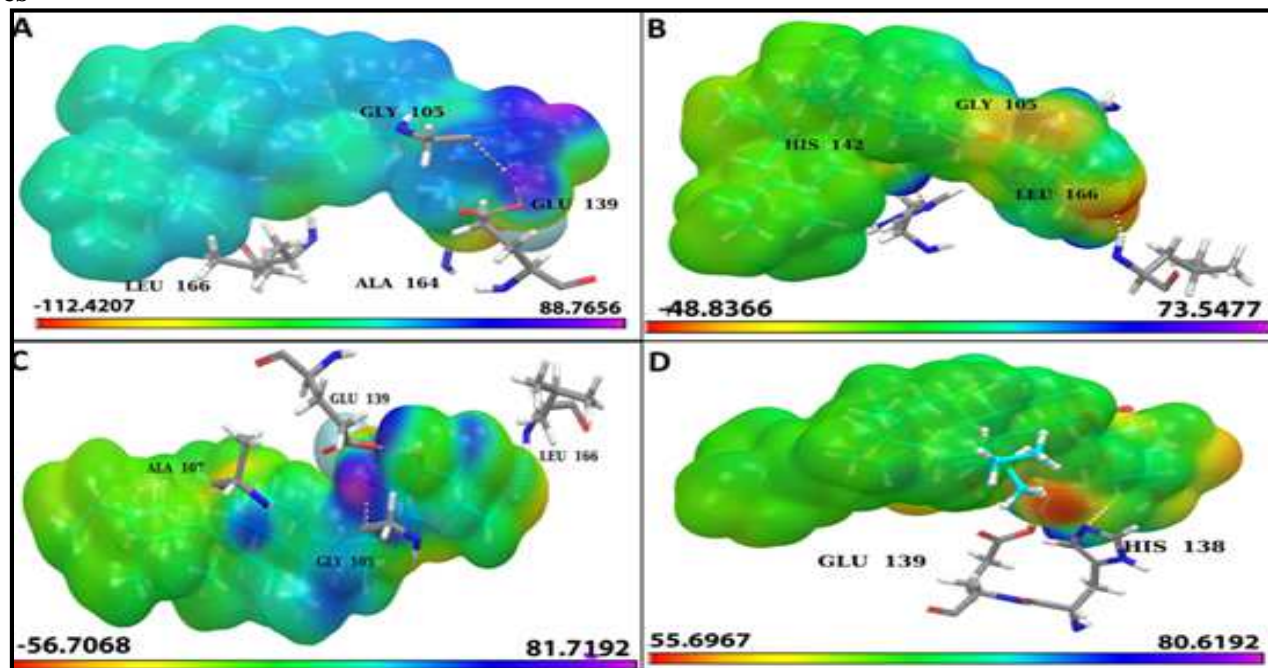 A
GLY 105
GLU 139
LEU 166
ALA 164
-112.4207 88.7656
B
GLY 105
HIS 142
LEU 166
-48.8366 73.5477
C
GLU 139
LEU 166
ALA 107
GLY 105
-56.7068 81.7192
D
GLU 139
HIS 138
55.6967 80.6192